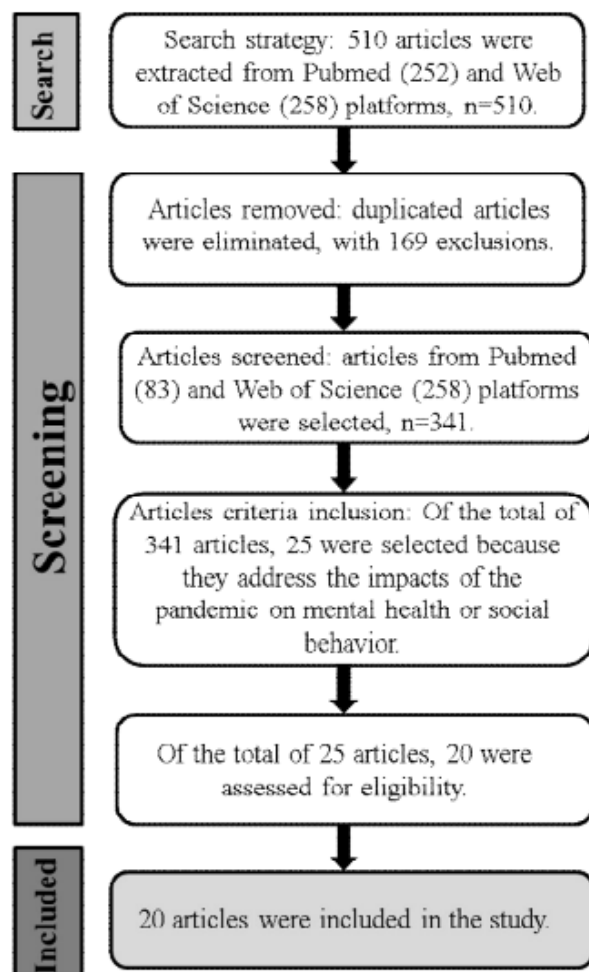 Search
Search strategy: 510 articles were
extracted from Pubmed (252) and Web
of Science (258) platforms, n=510.
Screening
Articles removed: duplicated articles
were eliminated, with 169 exclusions.
Articles screened: articles from Pubmed
(83) and Web of Science (258) platforms
were selected, n=341.
Articles criteria inclusion: Of the total of
341 articles, 25 were selected because
they address the impacts of the
pandemic on mental health or social
behavior.
Of the total of 25 articles, 20 were
assessed for eligibility.
Included
20 articles were included in the study.